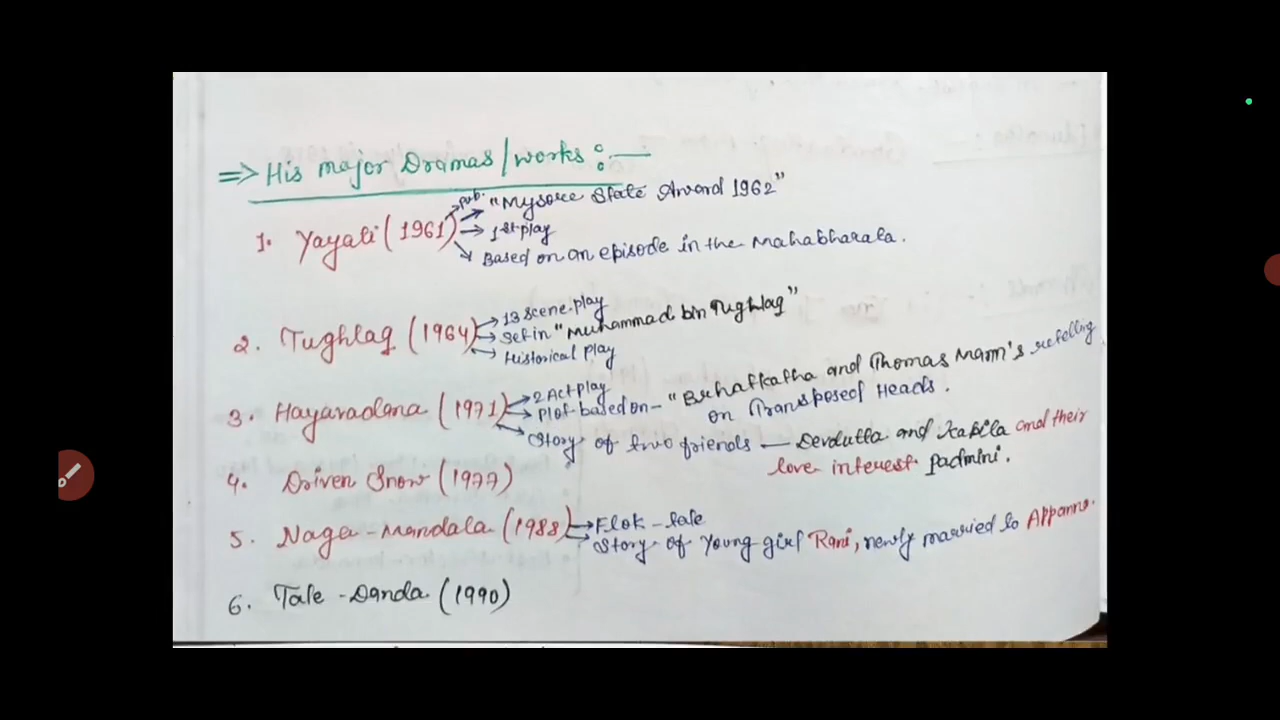 ⇒ His major Dramas/works :—
1. Yayati (1961) → pub. → "Mysore State Award 1962"
→ 1st play
→ Based on an episode in the Mahabharata.
2. Tughlaq (1964) → 13 scene play
→ Set in "Muhammad bin Tughlaq"
→ Historical play
3. Hayavadana (1971) → 2 Act play
→ Plot based on - "Brihatkatha and Thomas Mann's retelling
on Transposed Heads.
→ Story of two friends — Devdutta and Kapila and their
love interest Padmini.
4. Driven Snow (1977)
5. Naga-Mandala (1988) → Flok-tale
→ Story of young girl Rani, newly married to Appanna.
6. Tale-Danda (1990)